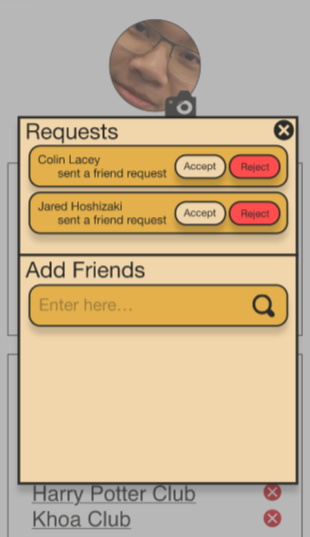 Requests
Colin Lacey
sent a friend request
Accept
Reject
Jared Hoshizaki
sent a friend request
Accept
Reject
Add Friends
Enter here...
Harry Potter Club
Khoa Club